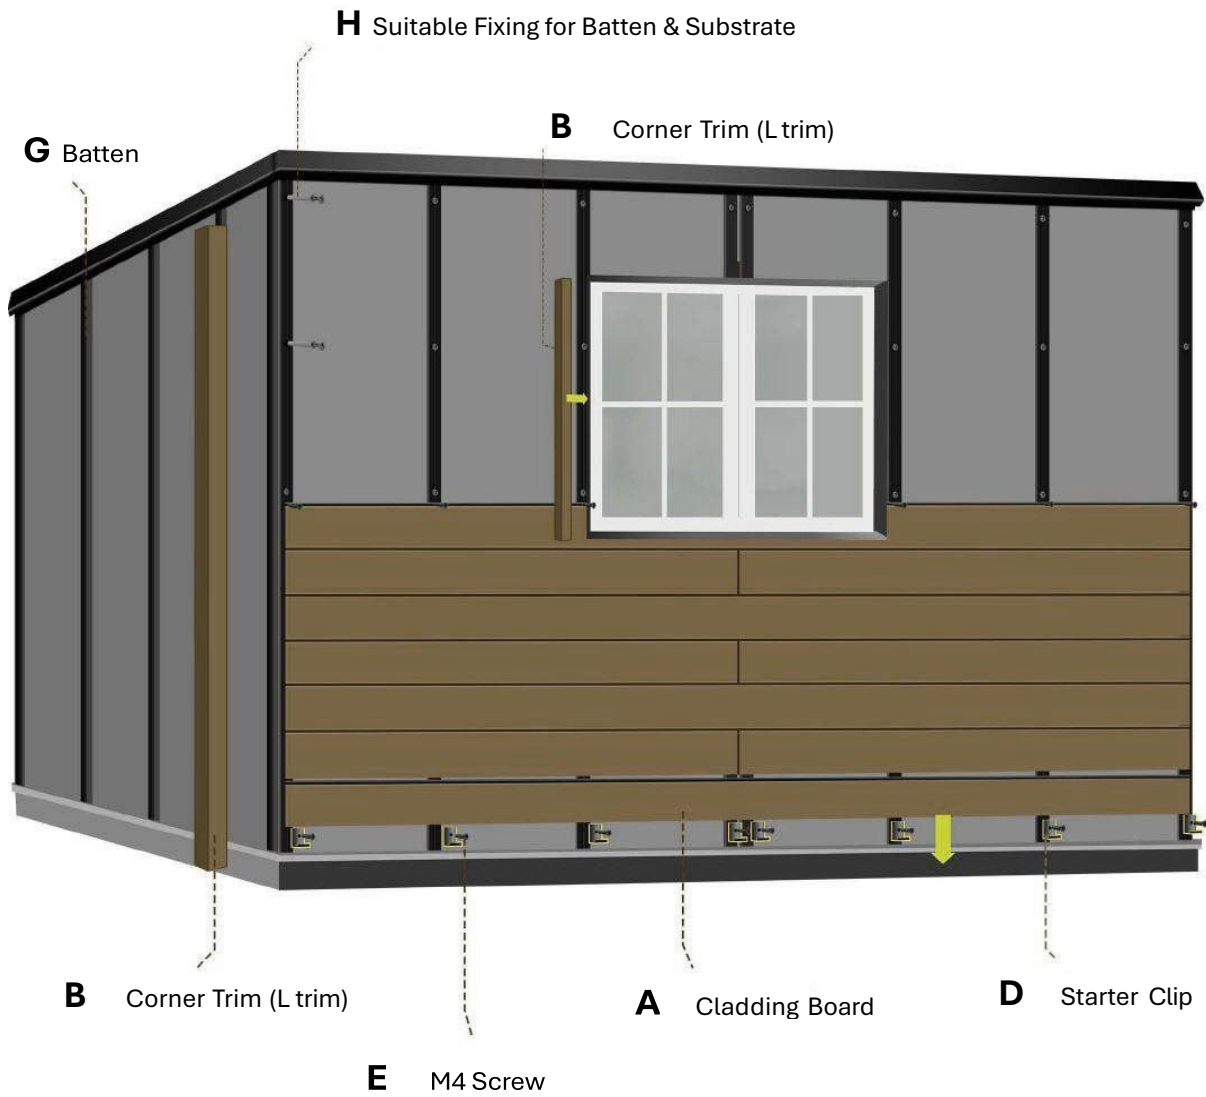 H Suitable Fixing for Batten & Substrate
B Corner Trim (L trim)
G Batten
B Corner Trim (L trim)
A Cladding Board
D Starter Clip
E M4 Screw